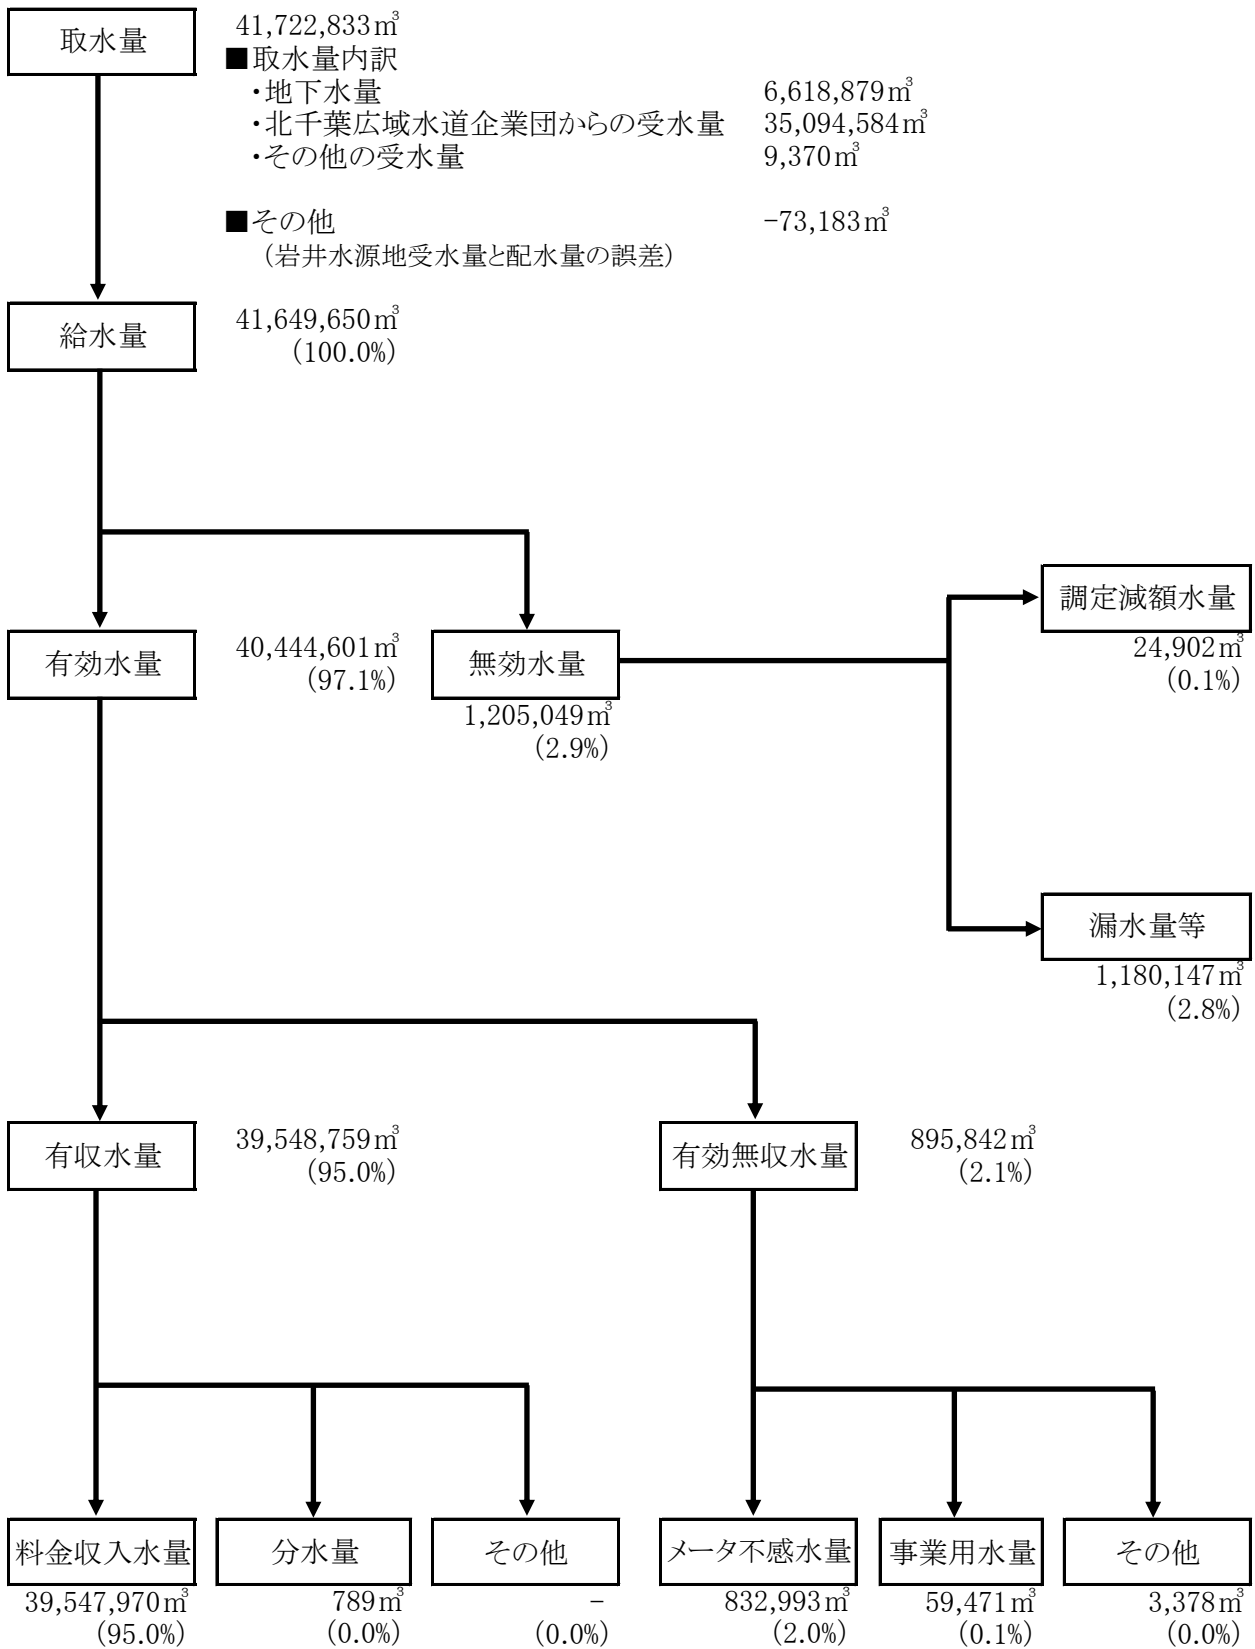 取水量
41,722,833㎥
■取水量内訳
・地下水量 6,618,879㎥
・北千葉広域水道企業団からの受水量 35,094,584㎥
・その他の受水量 9,370㎥
■その他 -73,183㎥
(岩井水源地受水量と配水量の誤差)
給水量
41,649,650㎥
(100.0%)
調定減額水量
24,902㎥
(0.1%)
有効水量
40,444,601㎥
(97.1%)
無効水量
1,205,049㎥
(2.9%)
漏水量等
1,180,147㎥
(2.8%)
有収水量
39,548,759㎥
(95.0%)
有効無収水量
895,842㎥
(2.1%)
料金収入水量
39,547,970㎥
(95.0%)
分水量
789㎥
(0.0%)
その他
-
(0.0%)
メータ不感水量
832,993㎥
(2.0%)
事業用水量
59,471㎥
(0.1%)
その他
3,378㎥
(0.0%)